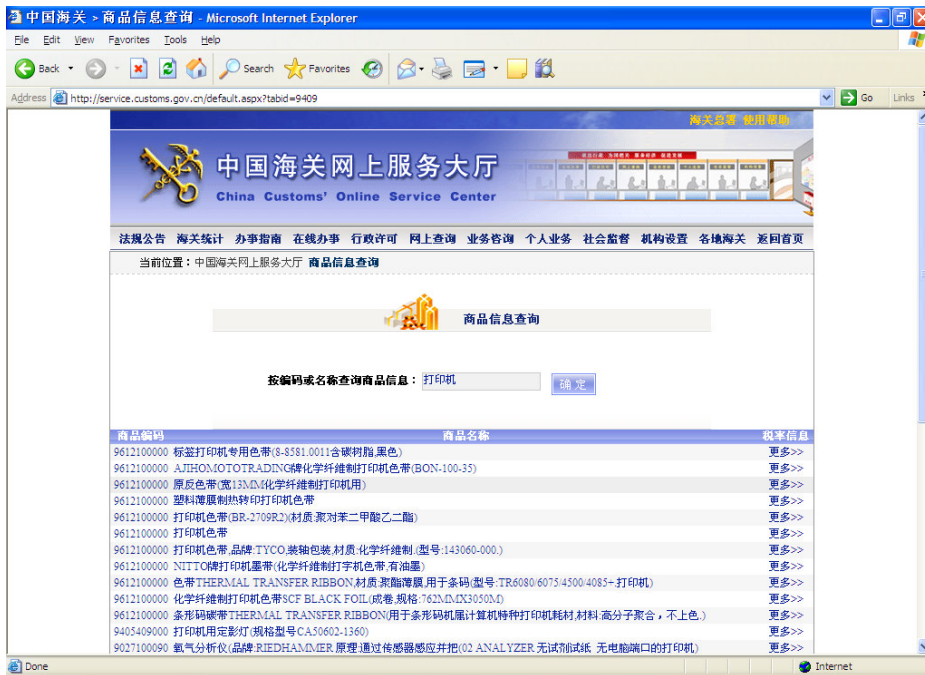 中国海关 > 商品信息查询 - Microsoft Internet Explorer
File Edit View Favorites Tools Help
Back Search Favorites
Address http://service.customs.gov.cn/default.aspx?tabid=9409 Go Links
海关总署 使用帮助
中国海关网上服务大厅
China Customs' Online Service Center
法规公告 海关统计 办事指南 在线办事 行政许可 网上查询 业务咨询 个人业务 社会监督 机构设置 各地海关 返回首页
当前位置：中国海关网上服务大厅 商品信息查询
商品信息查询
按编码或名称查询商品信息： 打印机 确 定
商品编码 商品名称 税率信息
9612100000 标签打印机专用色带(8-8581.0011含碳树脂,黑色) 更多>>
9612100000 AJIHOMOTOTRADING牌化学纤维制打印机色带(BON-100-35) 更多>>
9612100000 原反色带(宽13MM化学纤维制打印机用) 更多>>
9612100000 塑料薄膜制热转印打印机色带 更多>>
9612100000 打印机色带(BR-2709R2)(材质:聚对苯二甲酸乙二酯) 更多>>
9612100000 打印机色带 更多>>
9612100000 打印机色带,品牌:TYCO,装轴包装,材质:化学纤维制.(型号:143060-000.) 更多>>
9612100000 NITTO牌打印机墨带(化学纤维制打字机色带,有油墨) 更多>>
9612100000 色带THERMAL TRANSFER RIBBON,材质:聚酯薄膜,用于条码(型号:TR6080/6075/4500/4085+.打印机) 更多>>
9612100000 化学纤维制打印机色带SCF BLACK FOIL(成卷,规格:762MMX3050M) 更多>>
9612100000 条形码碳带THERMAL TRANSFER RIBBON(用于条形码机属计算机特种打印机耗材,材料:高分子聚合，不上色.) 更多>>
9405409000 打印机用定影灯(规格型号CA50602-1360) 更多>>
9027100090 氧气分析仪(品牌:RIEDHAMMER 原理:通过传感器感应并把(02 ANALYZER 无试剂试纸 无电脑端口的打印机) 更多>>
Done Internet